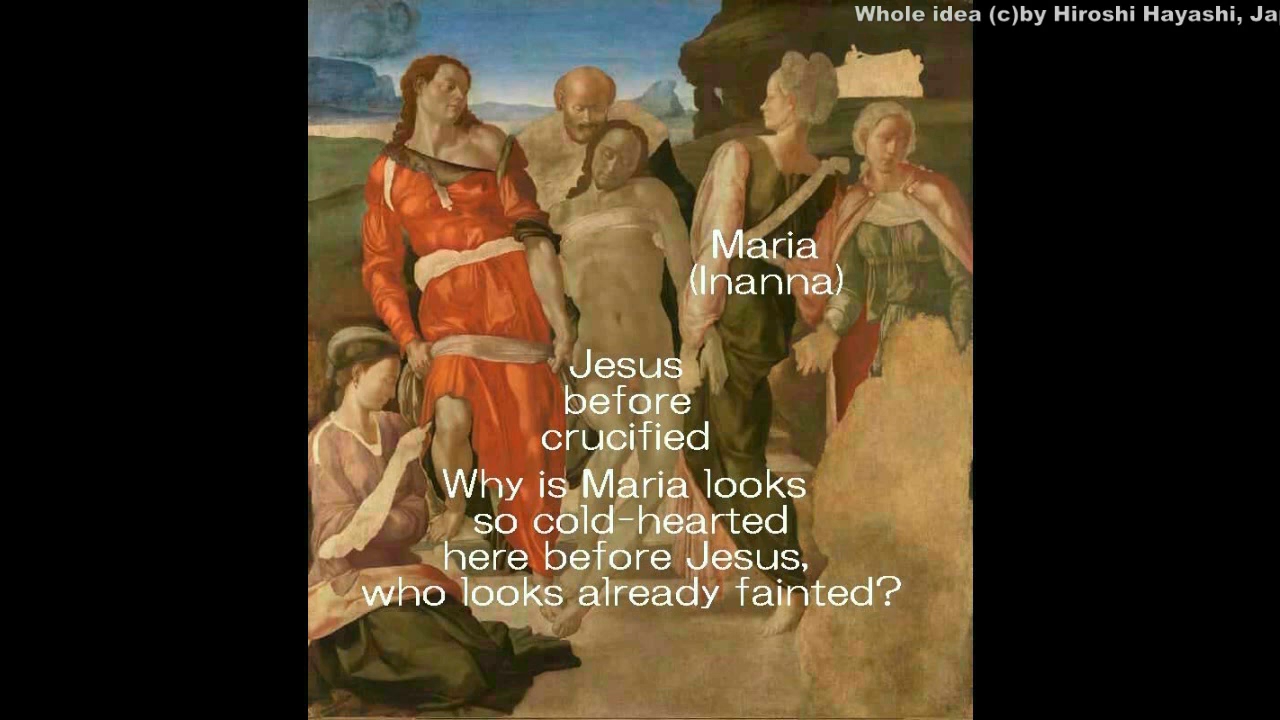 Whole idea (c)by Hiroshi Hayashi, Ja
Maria
(Inanna)
Jesus
before
crucified
Why is Maria looks
so cold-hearted
here before Jesus,
who looks already fainted?